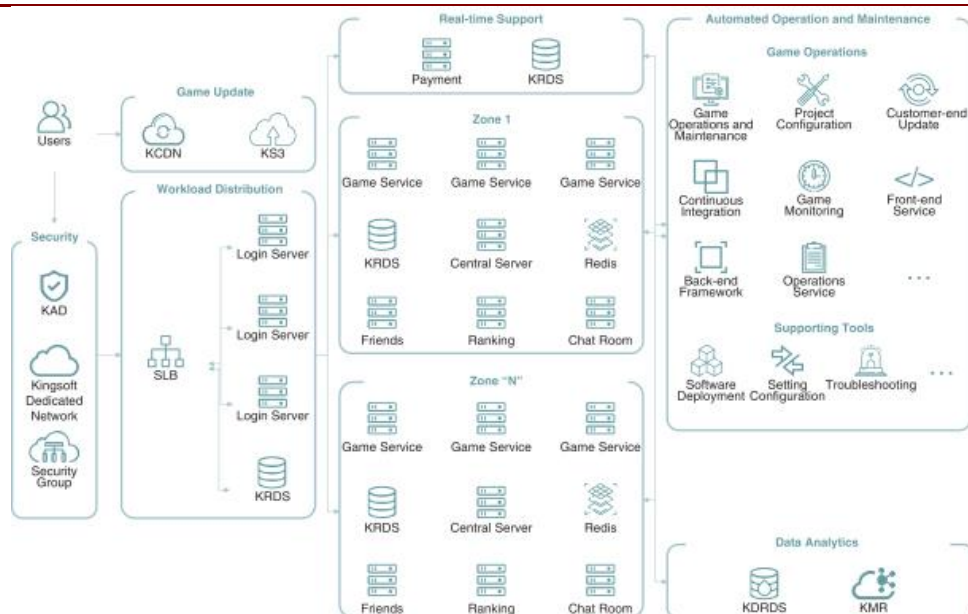 Real-time Support
Payment
KRDS
Automated Operation and Maintenance
Game Operations
Game
Operations and
Maintenance
Project
Configuration
Customer-end
Update
Continuous
Integration
Game
Monitoring
Front-end
Service
Back-end
Framework
Operations
Service
...
Supporting Tools
Software
Deployment
Setting
Configuration
Troubleshooting
...
Users
Game Update
KCDN
KS3
Security
KAD
Kingsoft
Dedicated
Network
Security
Group
Workload Distribution
SLB
Login Server
Login Server
Login Server
KRDS
Zone 1
Game Service
Game Service
Game Service
KRDS
Central Server
Redis
Friends
Ranking
Chat Room
Zone "N"
Game Service
Game Service
Game Service
KRDS
Central Server
Redis
Friends
Ranking
Chat Room
Data Analytics
KDRDS
KMR